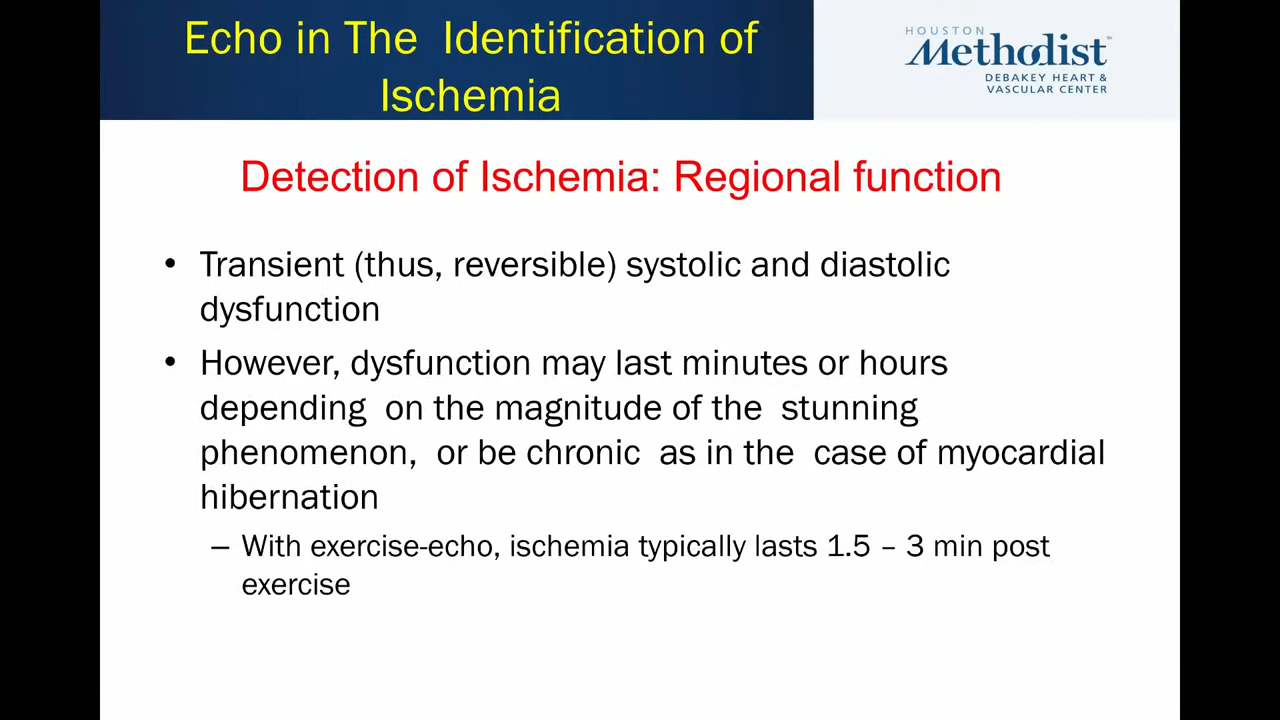 Echo in The Identification of
Ischemia
HOUSTON
Methodist
DEBAKEY HEART &
VASCULAR CENTER
Detection of Ischemia: Regional function
• Transient (thus, reversible) systolic and diastolic
dysfunction
• However, dysfunction may last minutes or hours
depending on the magnitude of the stunning
phenomenon, or be chronic as in the case of myocardial
hibernation
– With exercise-echo, ischemia typically lasts 1.5 – 3 min post
exercise